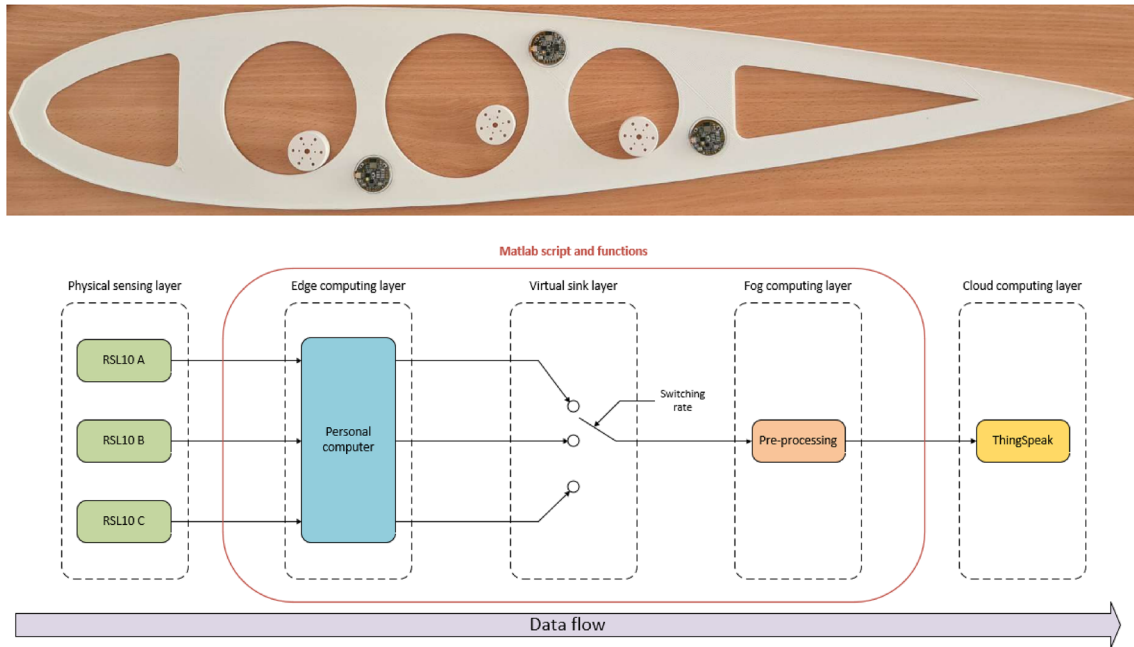 Matlab script and functions
Physical sensing layer
Edge computing layer
Virtual sink layer
Fog computing layer
Cloud computing layer
RSL10 A
RSL10 B
RSL10 C
Personal
computer
Switching
rate
Pre-processing
ThingSpeak
Data flow